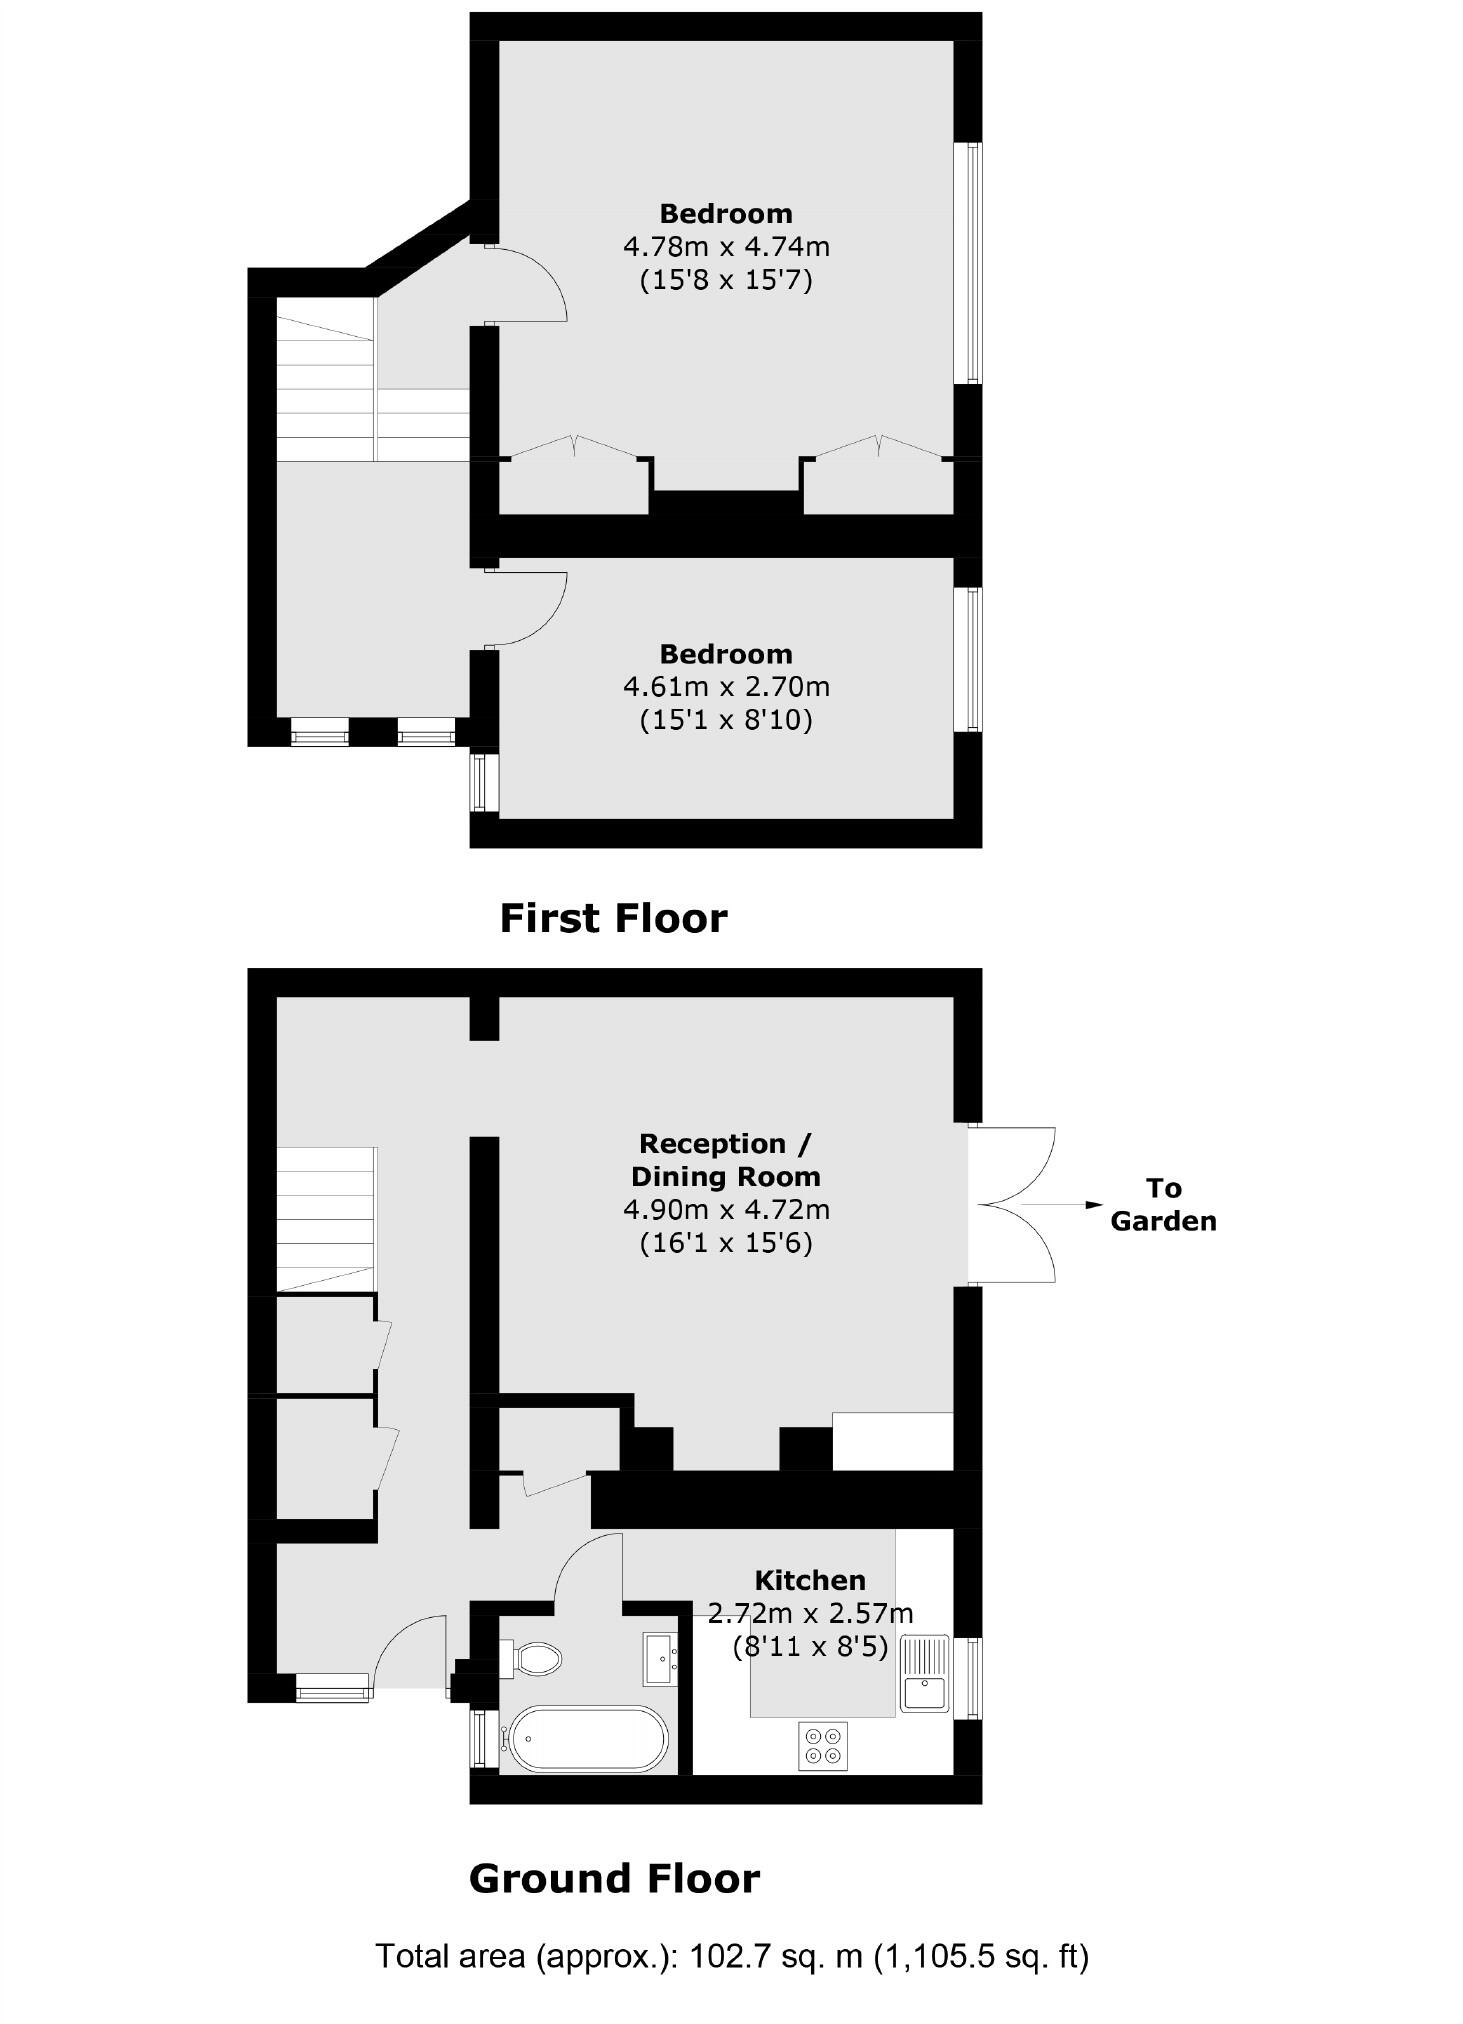 Bedroom
4.78m x 4.74m
(15'8 x 15'7)
Bedroom
4.61m x 2.70m
(15'1 x 8'10)
First Floor
Reception /
Dining Room
4.90m x 4.72m
(16'1 x 15'6)
To
Garden
Kitchen
2.72m x 2.57m
(8'11 x 8'5)
Ground Floor
Total area (approx.): 102.7 sq. m (1,105.5 sq. ft)